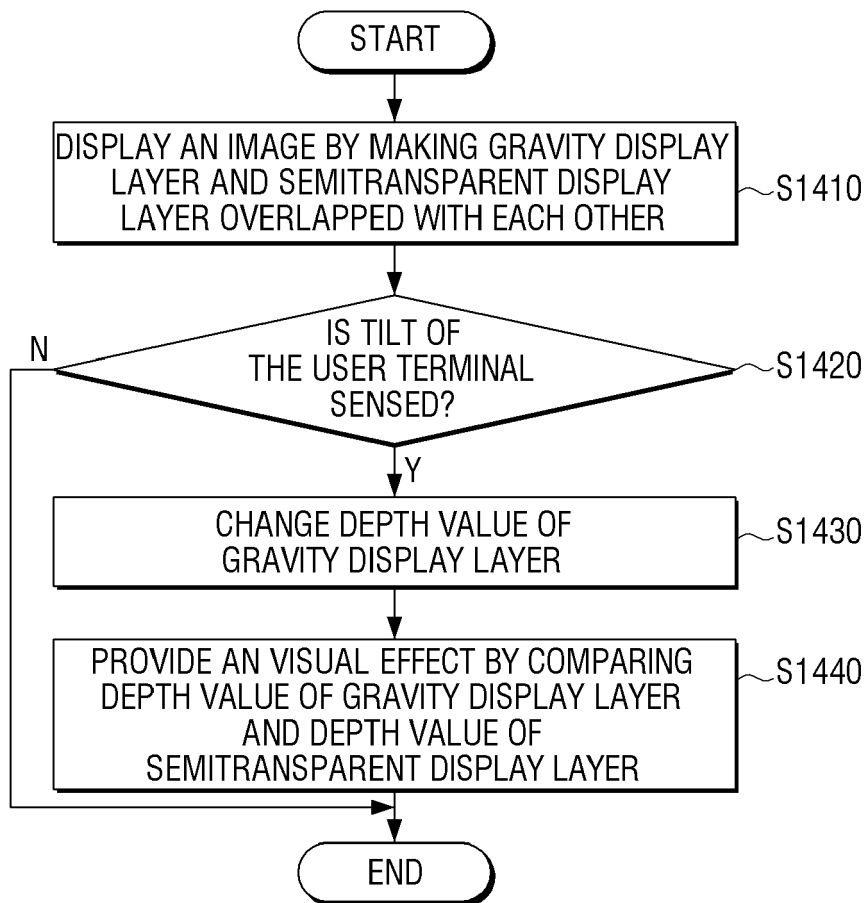 START
DISPLAY AN IMAGE BY MAKING GRAVITY DISPLAY
LAYER AND SEMITRANSPARENT DISPLAY
LAYER OVERLAPPED WITH EACH OTHER
S1410
IS TILT OF
THE USER TERMINAL
SENSED?
S1420
N
Y
CHANGE DEPTH VALUE OF
GRAVITY DISPLAY LAYER
S1430
PROVIDE AN VISUAL EFFECT BY COMPARING
DEPTH VALUE OF GRAVITY DISPLAY LAYER
AND DEPTH VALUE OF
SEMITRANSPARENT DISPLAY LAYER
S1440
END